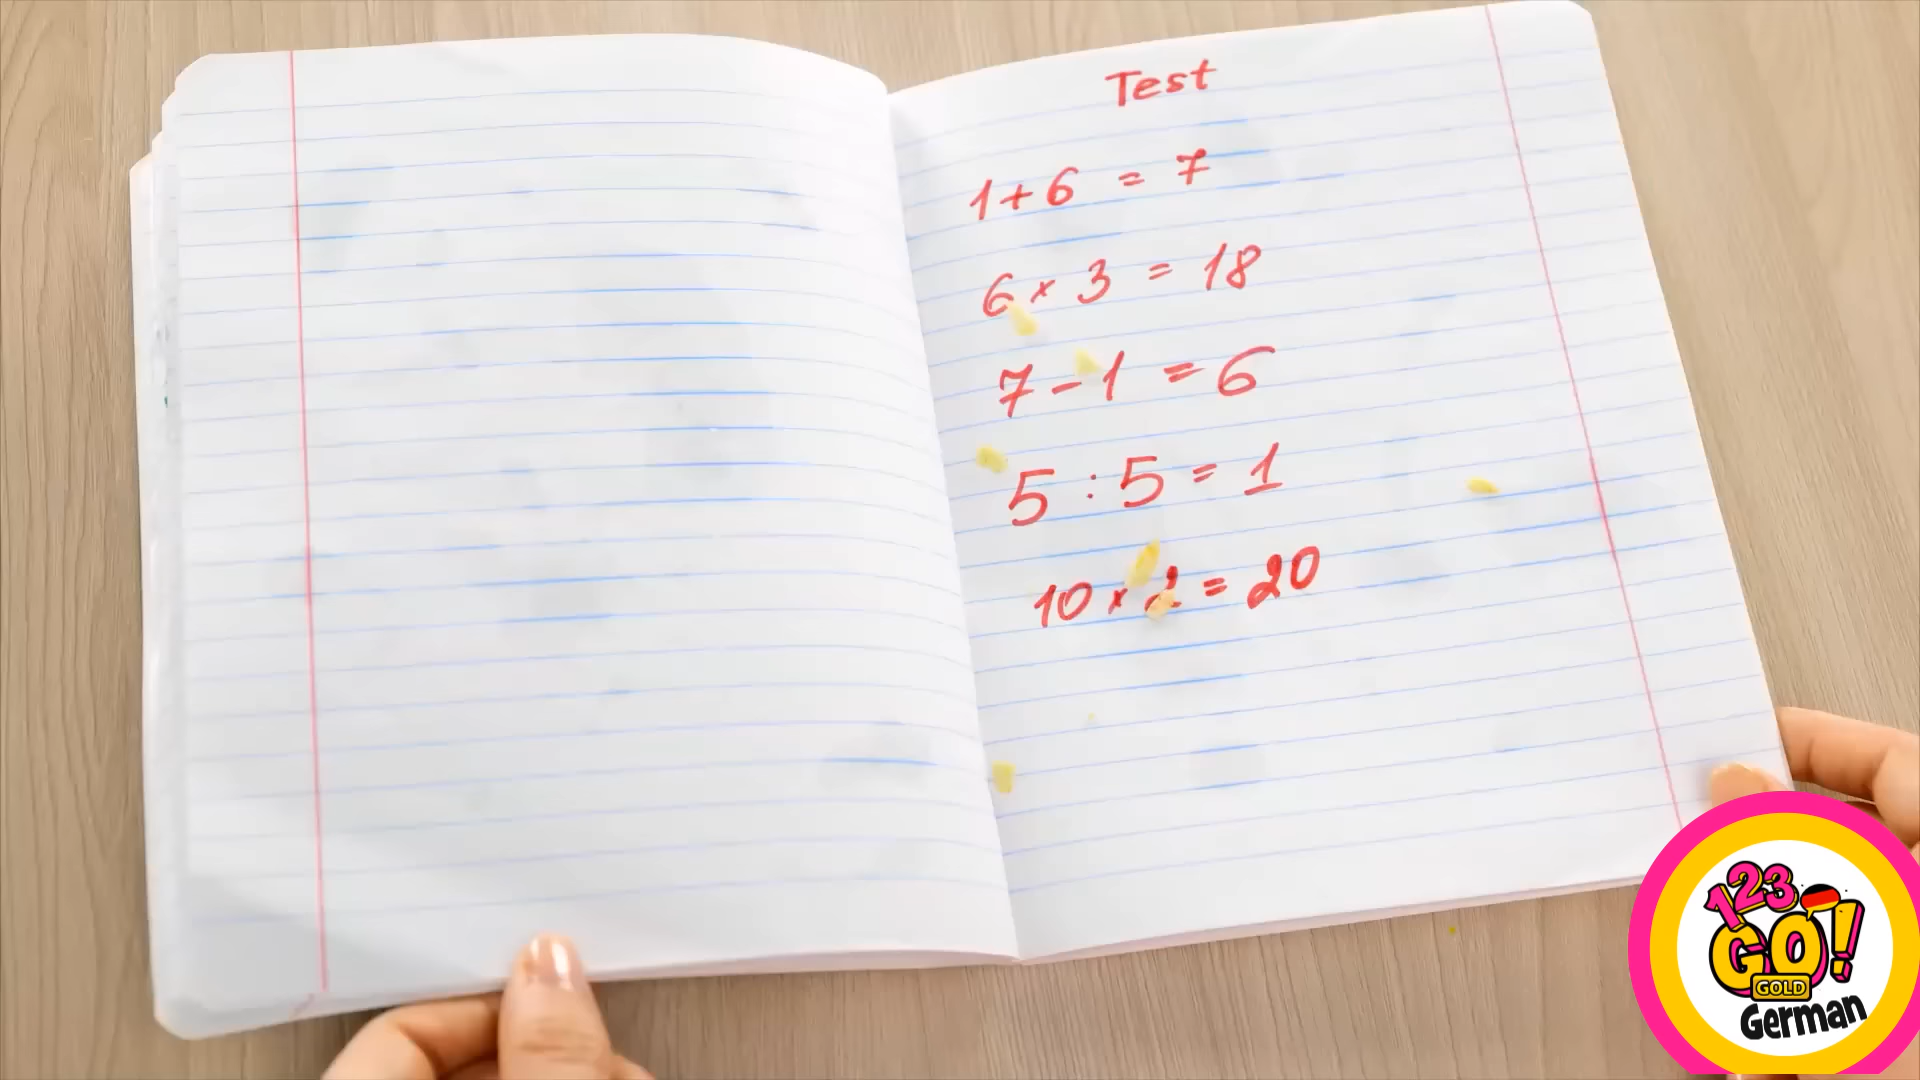 Test
1 + 6 = 7
6 × 3 = 18
7 - 1 = 6
5 : 5 = 1
10 × 2 = 20
123
GO!
GOLD
German